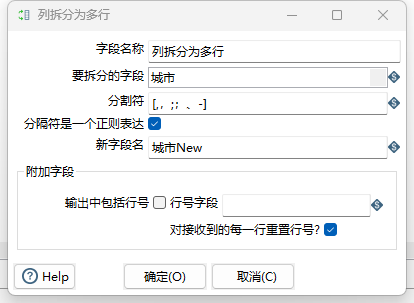 列拆分为多行
字段名称 列拆分为多行
要拆分的字段 城市
分割符 [,，;；、-]
分隔符是一个正则表达
新字段名 城市New
附加字段
输出中包括行号 行号字段
对接收到的每一行重置行号?
Help 确定(O) 取消(C)